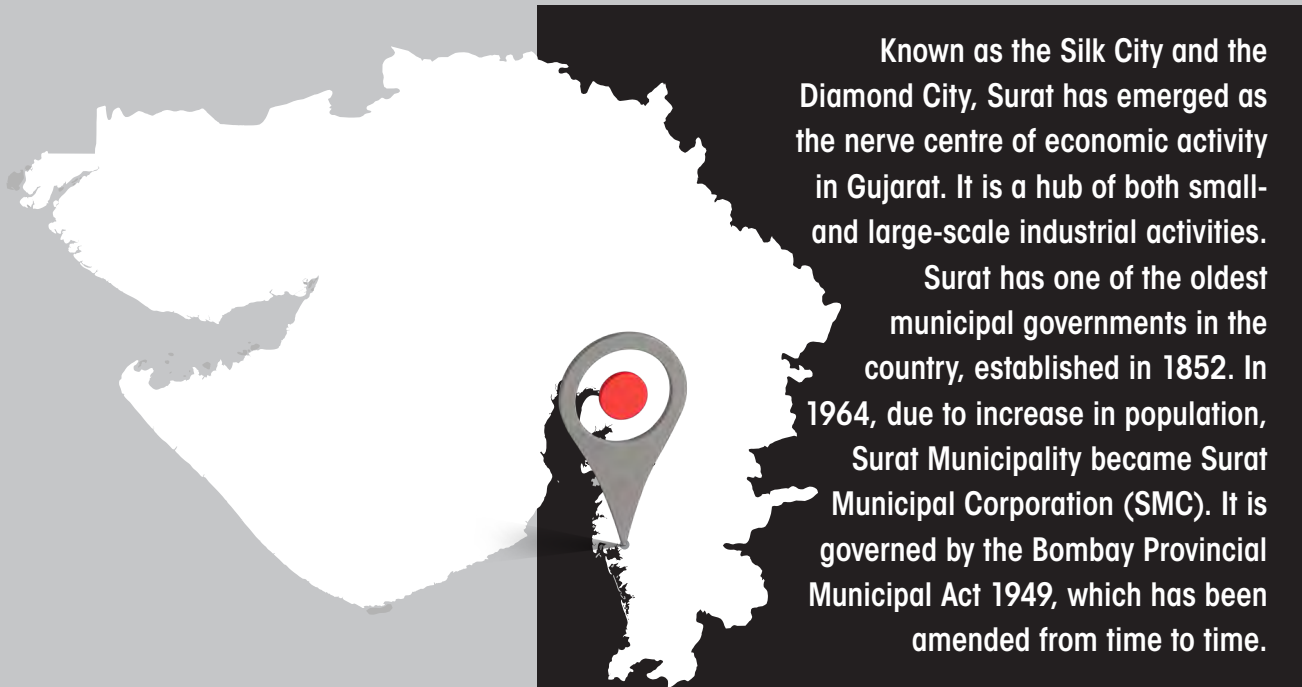 Known as the Silk City and the
Diamond City, Surat has emerged as
the nerve centre of economic activity
in Gujarat. It is a hub of both small-
and large-scale industrial activities.
Surat has one of the oldest
municipal governments in the
country, established in 1852. In
1964, due to increase in population,
Surat Municipality became Surat
Municipal Corporation (SMC). It is
governed by the Bombay Provincial
Municipal Act 1949, which has been
amended from time to time.